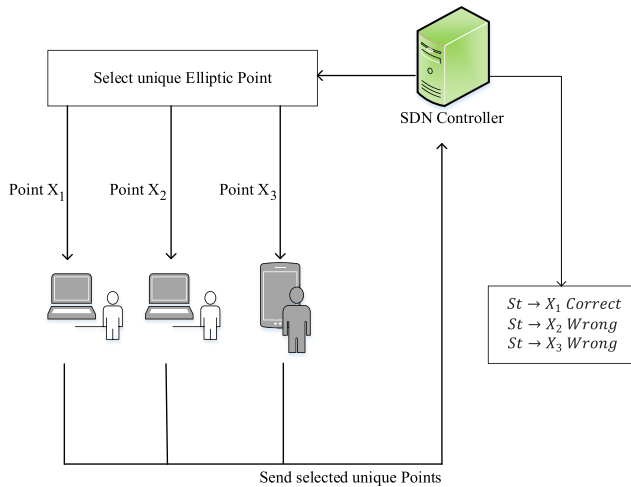 Select unique Elliptic Point
SDN Controller
Point X1
Point X2
Point X3
St → X1 Correct
St → X2 Wrong
St → X3 Wrong
Send selected unique Points